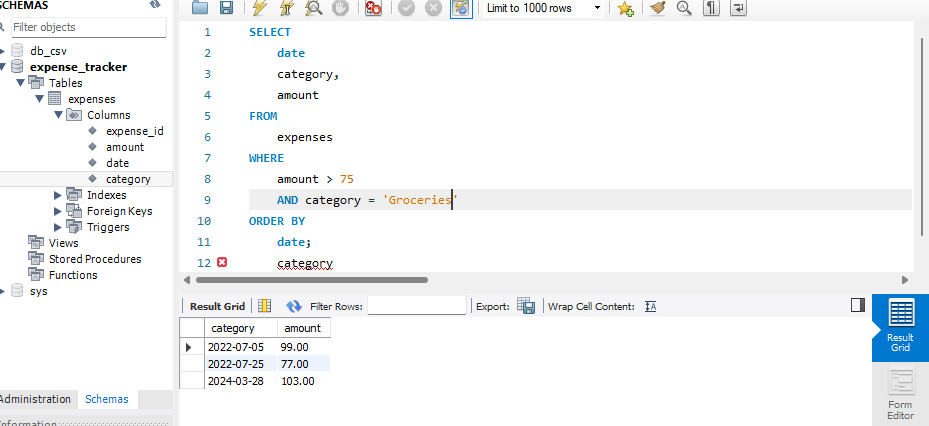 SCHEMAS
Filter objects
db_csv
expense_tracker
Tables
expenses
Columns
expense_id
amount
date
category
Indexes
Foreign Keys
Triggers
Views
Stored Procedures
Functions
sys
Administration Schemas
Limit to 1000 rows
1 SELECT
2 date
3 category,
4 amount
5 FROM
6 expenses
7 WHERE
8 amount > 75
9 AND category = 'Groceries'
10 ORDER BY
11 date;
12 category
Result Grid Filter Rows: Export: Wrap Cell Content:
category amount
2022-07-05 99.00
2022-07-25 77.00
2024-03-28 103.00
Result
Grid
Form
Editor